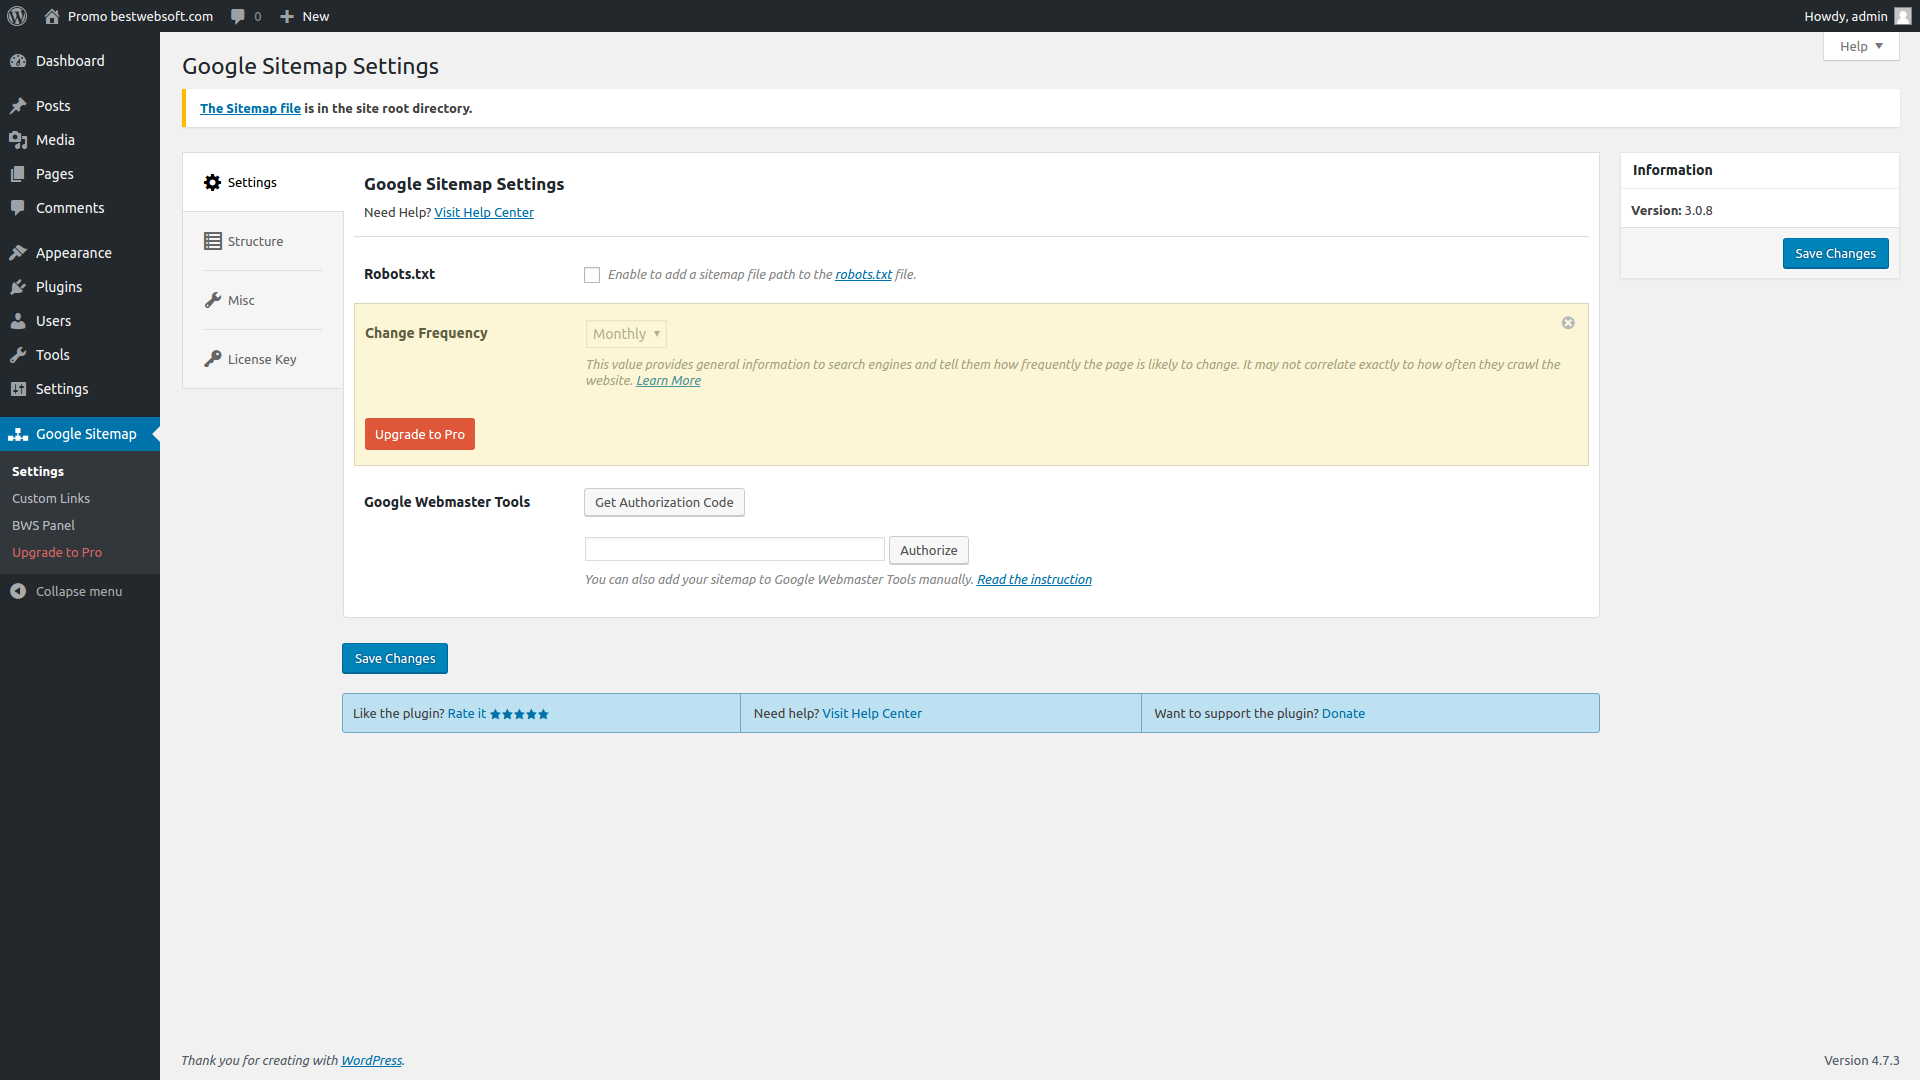 Promo bestwebsoft.com 0 New Howdy, admin
Help
Dashboard
Posts
Media
Pages
Comments
Appearance
Plugins
Users
Tools
Settings
Google Sitemap
Settings
Custom Links
BWS Panel
Upgrade to Pro
Collapse menu
Google Sitemap Settings
The Sitemap file is in the site root directory.
Settings
Structure
Misc
License Key
Google Sitemap Settings
Need Help? Visit Help Center
Robots.txt
Enable to add a sitemap file path to the robots.txt file.
Change Frequency
Monthly
This value provides general information to search engines and tell them how frequently the page is likely to change. It may not correlate exactly to how often they crawl the
website. Learn More
Upgrade to Pro
Google Webmaster Tools
Get Authorization Code
Authorize
You can also add your sitemap to Google Webmaster Tools manually. Read the instruction
Save Changes
Like the plugin? Rate it
Need help? Visit Help Center
Want to support the plugin? Donate
Information
Version: 3.0.8
Save Changes
Thank you for creating with WordPress.
Version 4.7.3